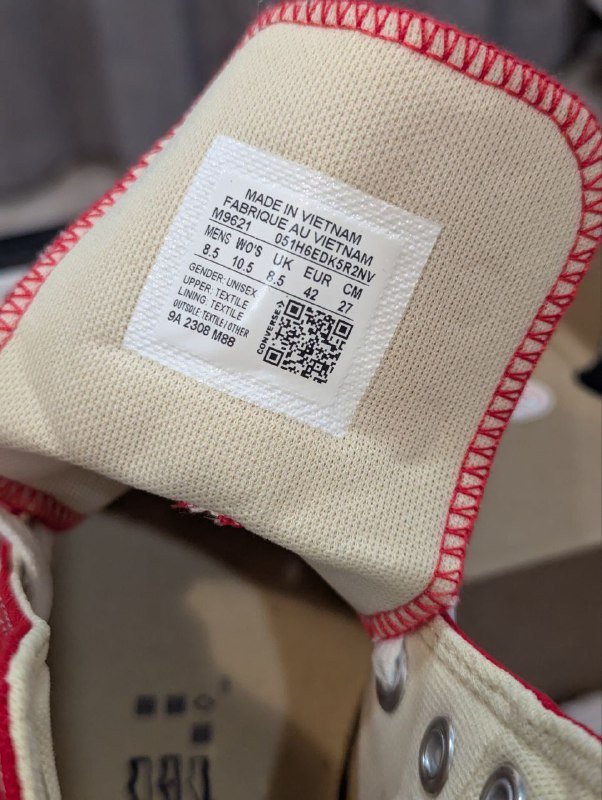 MADE IN VIETNAM
FABRIQUE AU VIETNAM
M9621 051H6EDK5R2NV
MENS WO'S UK EUR CM
8.5 10.5 8.5 42 27
GENDER: UNISEX
UPPER: TEXTILE
LINING: TEXTILE
OUTSOLE, TEXTILE/OTHER
9A 2308 M88
CONVERSE